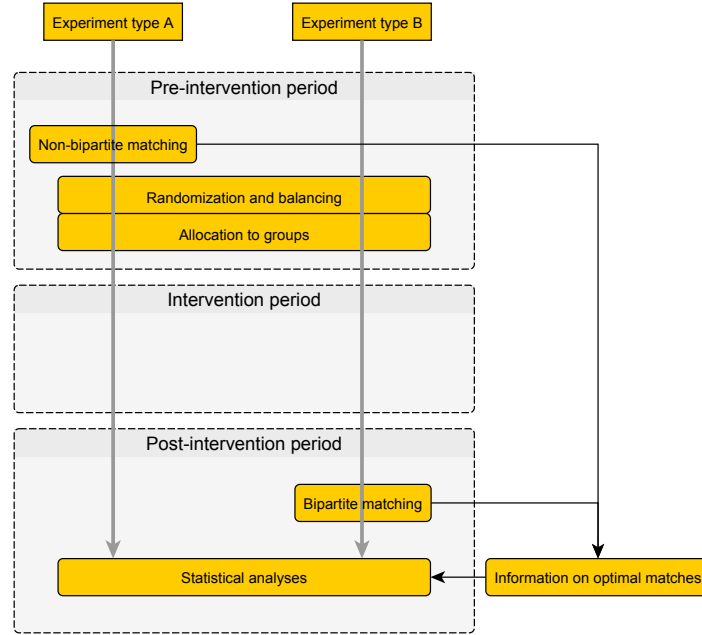 Experiment type A
Experiment type B
Pre-intervention period
Non-bipartite matching
Randomization and balancing
Allocation to groups
Intervention period
Post-intervention period
Bipartite matching
Statistical analyses
Information on optimal matches